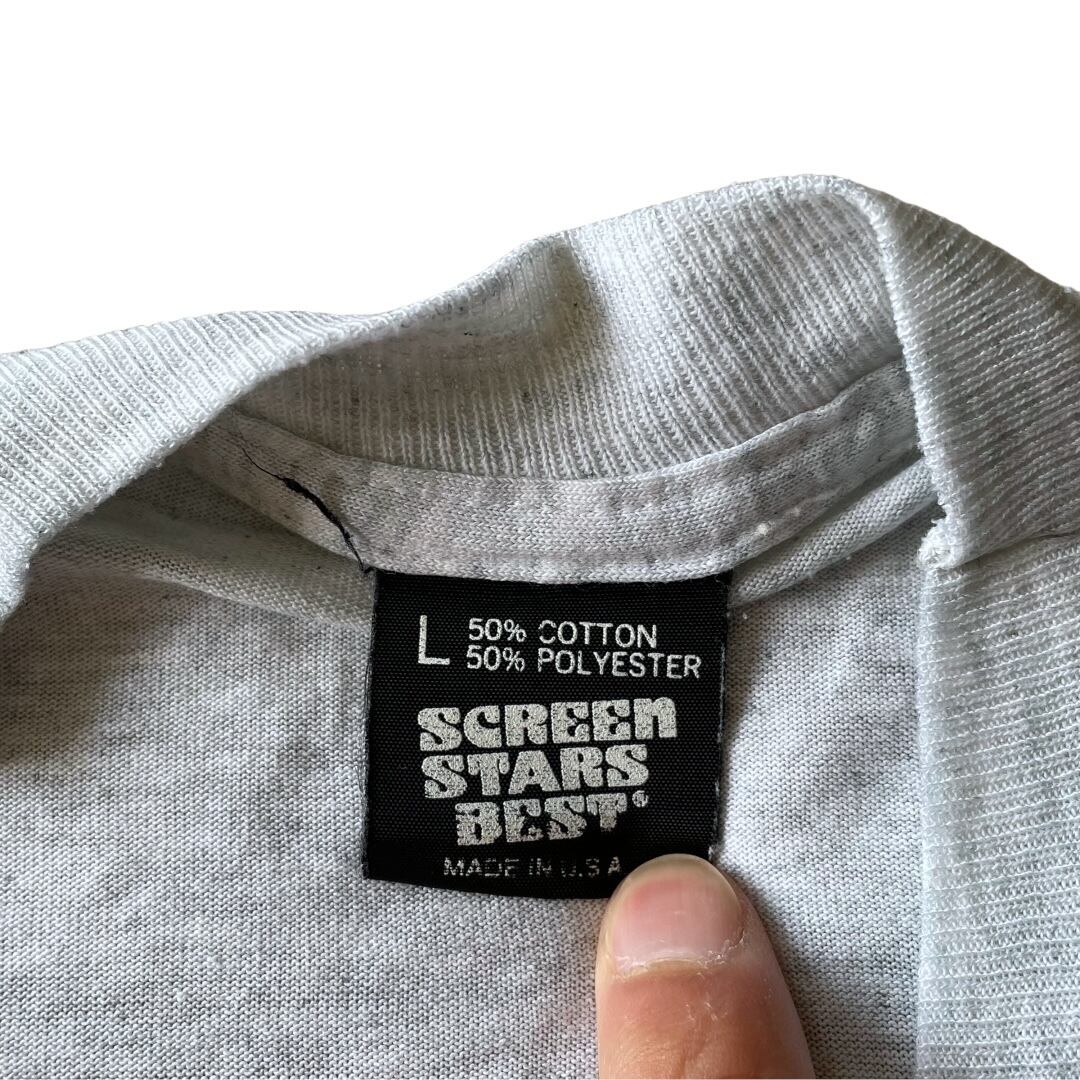 L 50% COTTON
50% POLYESTER
SCREEN
STARS
BEST®
MADE IN U.S.A